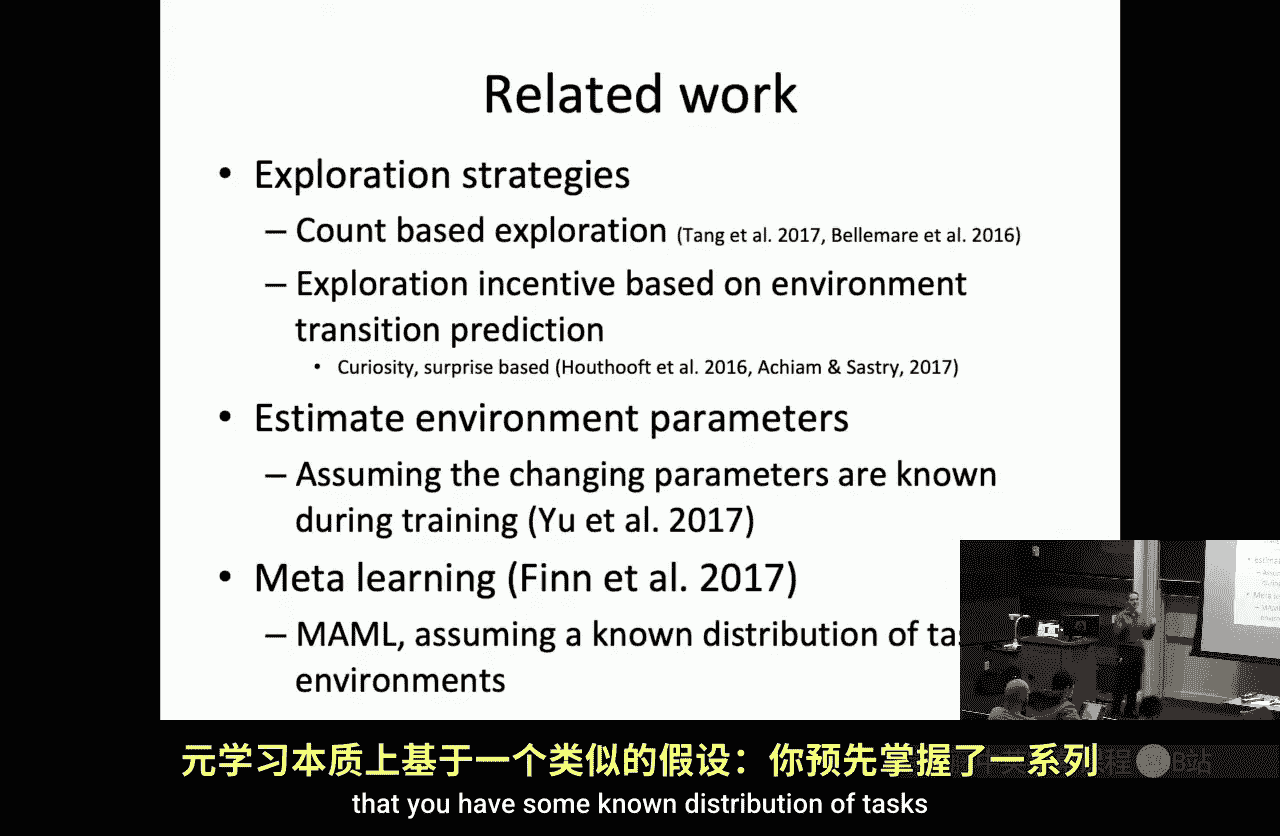 Related work
• Exploration strategies
– Count based exploration (Tang et al. 2017, Bellemare et al. 2016)
– Exploration incentive based on environment
transition prediction
• Curiosity, surprise based (Houthooft et al. 2016, Achiam & Sastry, 2017)
• Estimate environment parameters
– Assuming the changing parameters are known
during training (Yu et al. 2017)
• Meta learning (Finn et al. 2017)
– MAML, assuming a known distribution of
environments
元学习本质上基于一个类似的假设：你预先掌握了一系列
that you have some known distribution of tasks